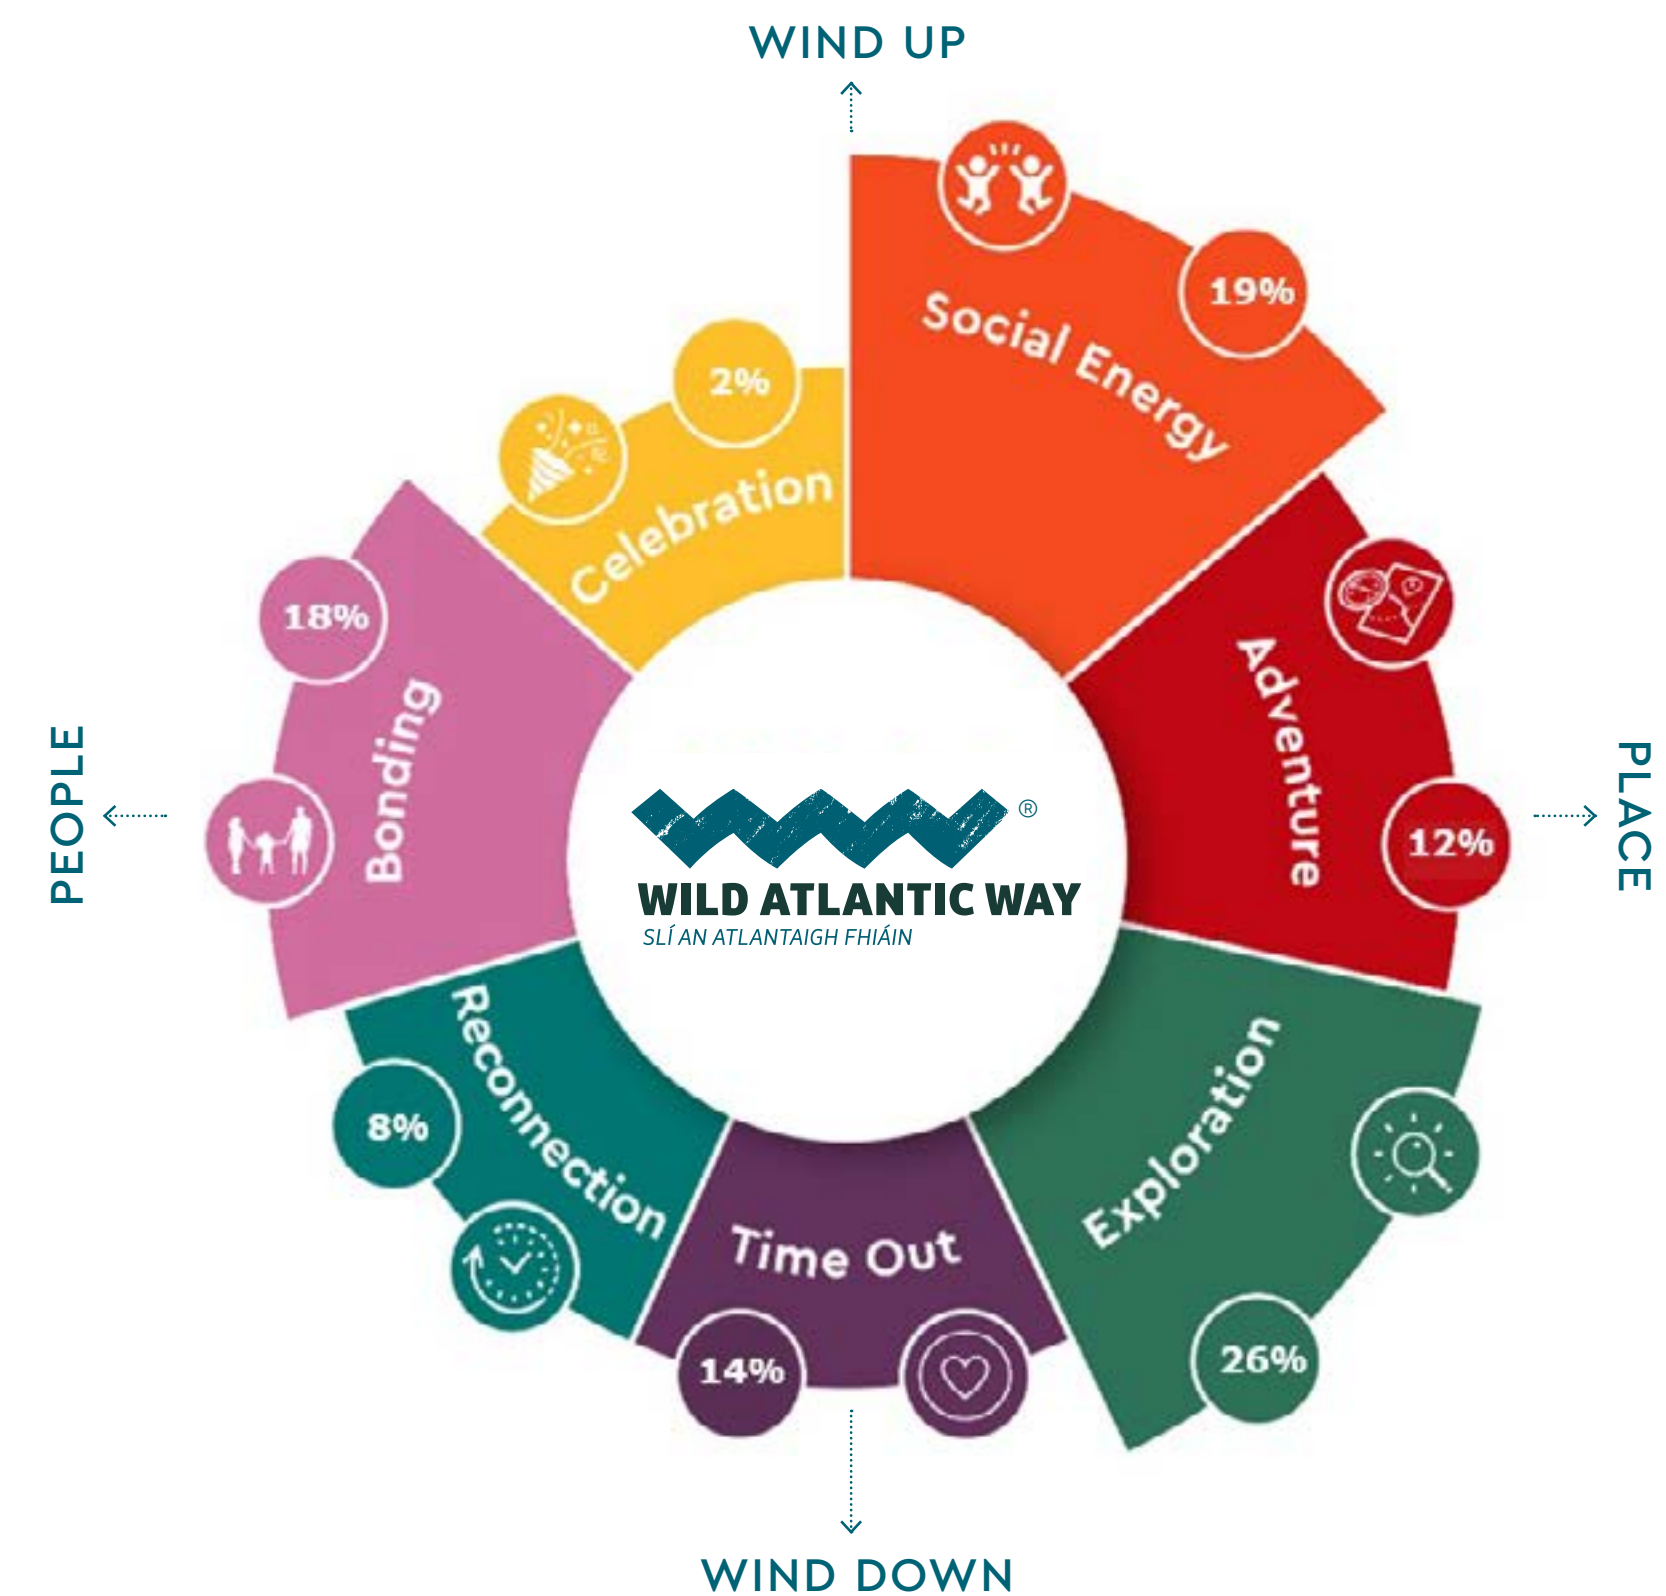 WIND UP
Social Energy
19%
Adventure
12%
Exploration
26%
Time Out
14%
Reconnection
8%
Bonding
18%
Celebration
2%
PEOPLE
PLACE
®
WILD ATLANTIC WAY
SLÍ AN ATLANTAIGH FHIÁIN
WIND DOWN